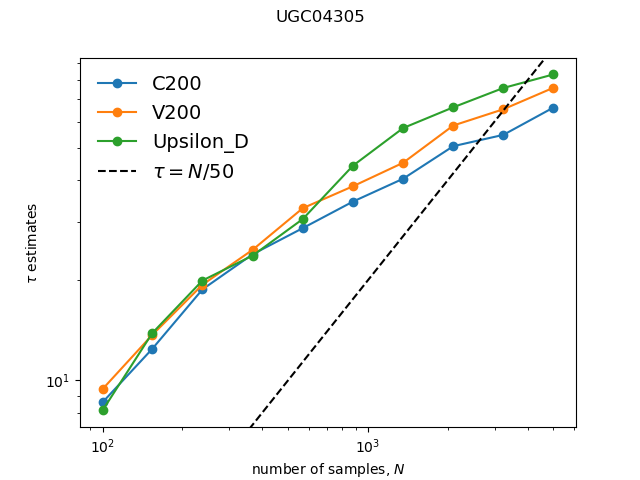 UGC04305
C200
V200
Upsilon_D
τ = N/50
τ estimates
10¹
10² 10³
number of samples, N